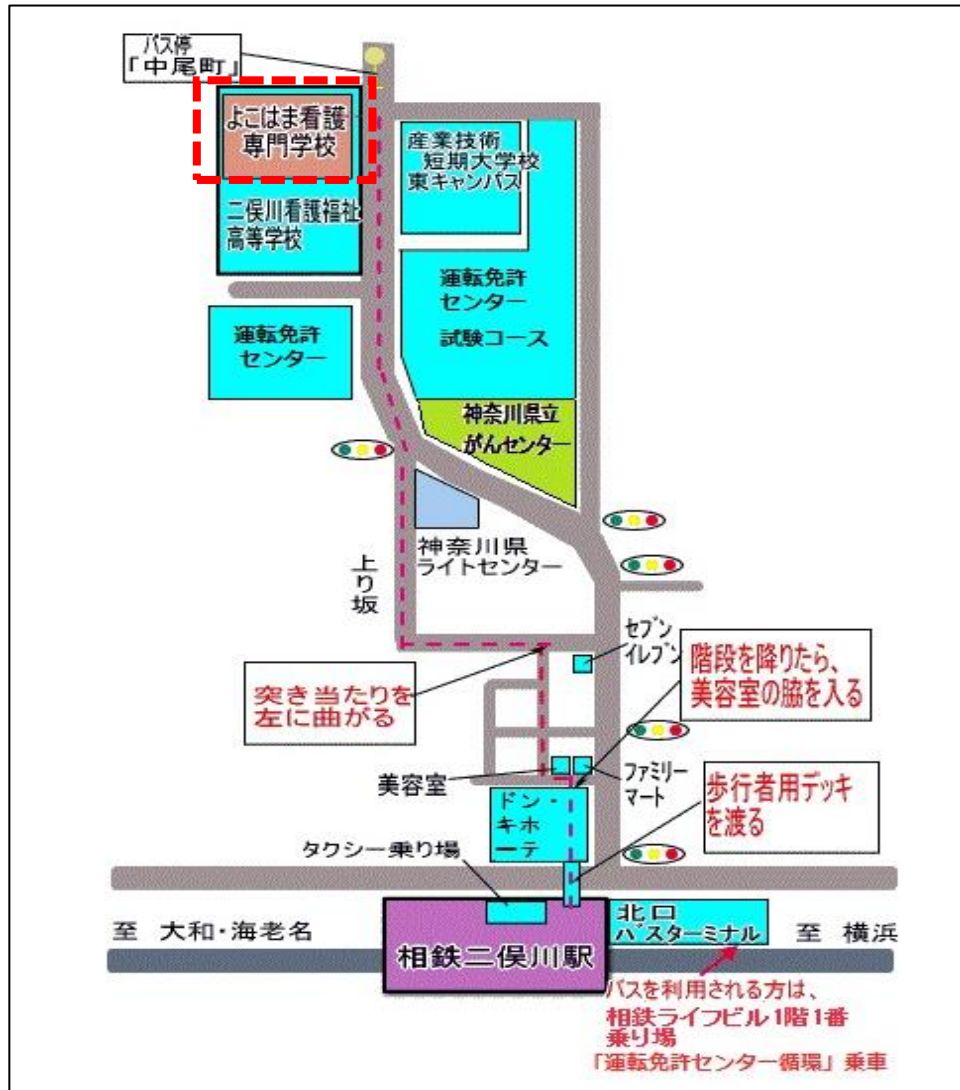 バス停
「中尾町」
よこはま看護
専門学校
二俣川看護福祉
高等学校
産業技術
短期大学校
東キャンパス
運転免許
センター
試験コース
運転免許
センター
神奈川県立
がんセンター
神奈川県
ライトセンター
上り坂
セブン
イレブン
階段を降りたら、
美容室の脇を入る
突き当たりを
左に曲がる
美容室
ファミリー
マート
歩行者用デッキ
を渡る
ドン・
キホ
ーテ
タクシー乗り場
至 大和・海老名
相鉄二俣川駅
北口
バスターミナル
至 横浜
バスを利用される方は、
相鉄ライフビル1階1番
乗り場
「運転免許センター循環」乗車